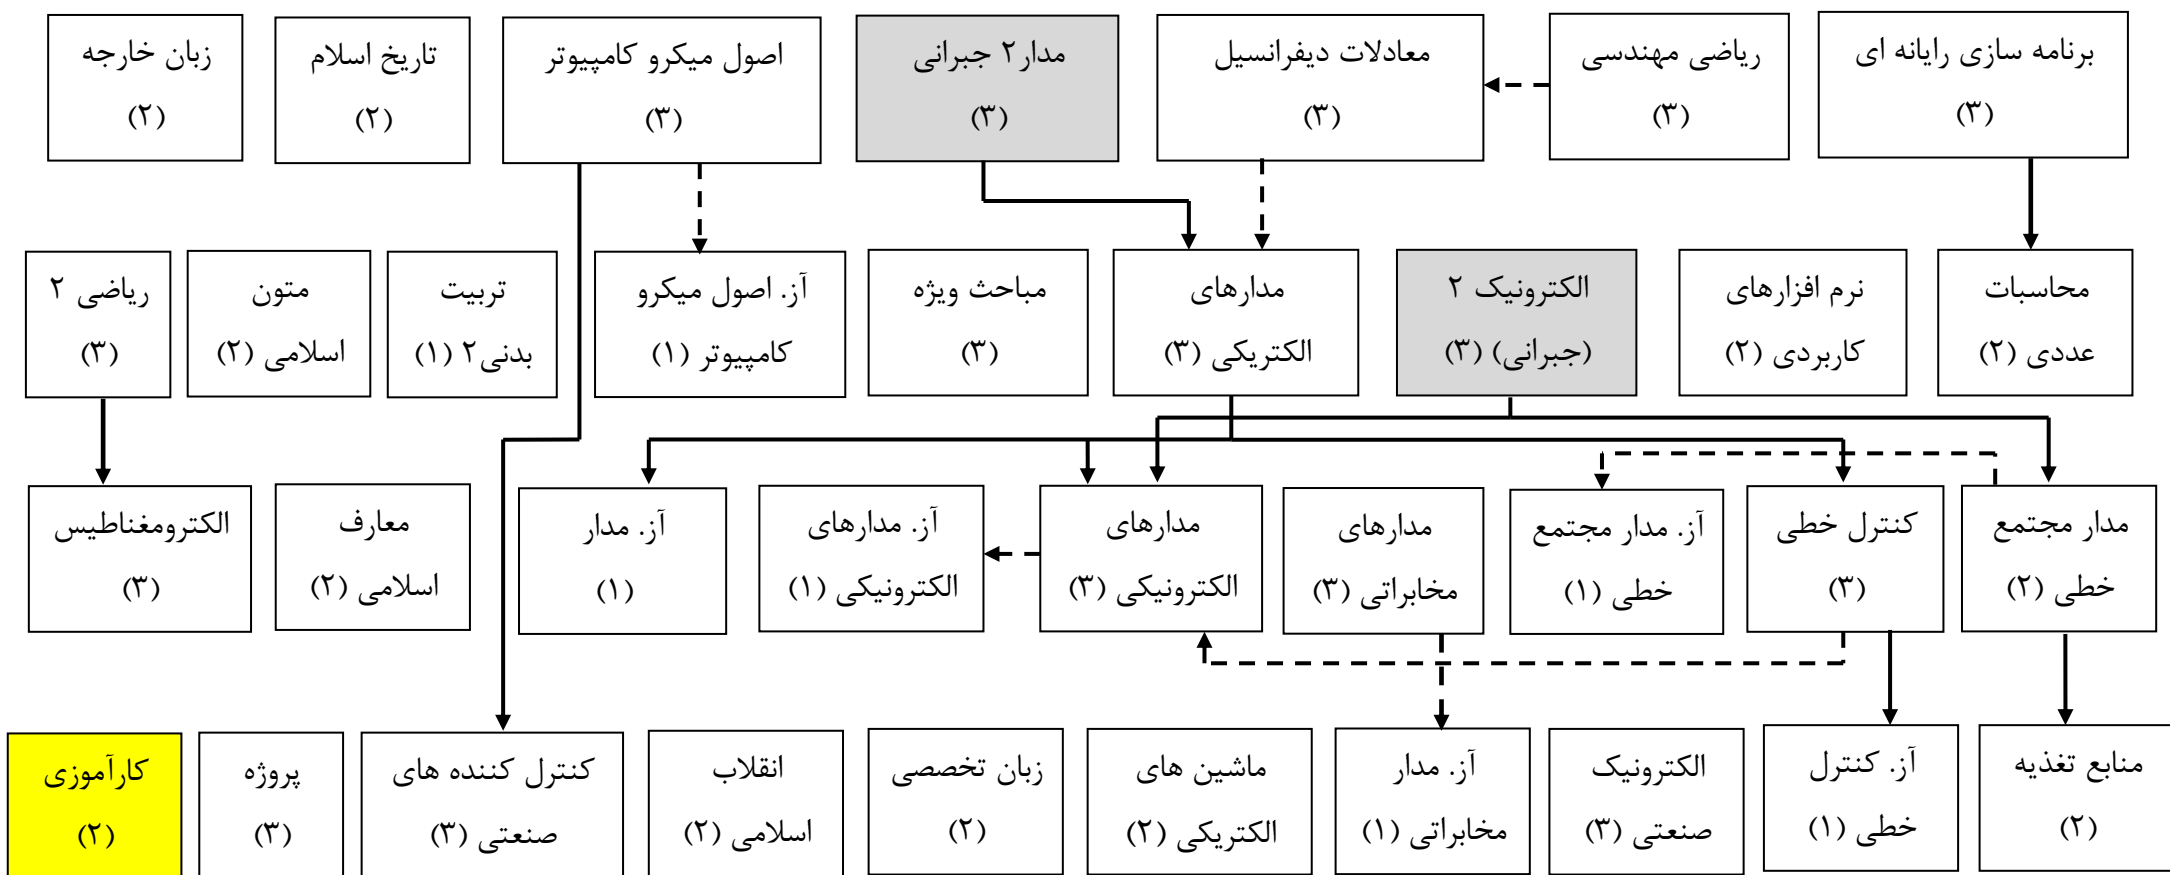 برنامه سازی رایانه ای
(۳)
ریاضی مهندسی
(۳)
معادلات دیفرانسیل
(۳)
مدار۲ جبرانی
(۳)
اصول میکرو کامپیوتر
(۳)
تاریخ اسلام
(۲)
زبان خارجه
(۲)
محاسبات
عددی (۲)
نرم افزارهای
کاربردی (۲)
الکترونیک ۲
(جبرانی) (۳)
مدارهای
الکتریکی (۳)
مباحث ویژه
(۳)
آز. اصول میکرو
کامپیوتر (۱)
تربیت
بدنی۲ (۱)
متون
اسلامی (۲)
ریاضی ۲
(۳)
مدار مجتمع
خطی (۲)
کنترل خطی
(۳)
آز. مدار مجتمع
خطی (۱)
مدارهای
مخابراتی (۳)
مدارهای
الکترونیکی (۳)
آز. مدارهای
الکترونیکی (۱)
آز. مدار
(۱)
معارف
اسلامی (۲)
الکترومغناطیس
(۳)
منابع تغذیه
(۲)
آز. کنترل
خطی (۱)
الکترونیک
صنعتی (۳)
آز. مدار
مخابراتی (۱)
ماشین های
الکتریکی (۲)
زبان تخصصی
(۲)
انقلاب
اسلامی (۲)
کنترل کننده های
صنعتی (۳)
پروژه
(۳)
کارآموزی
(۲)